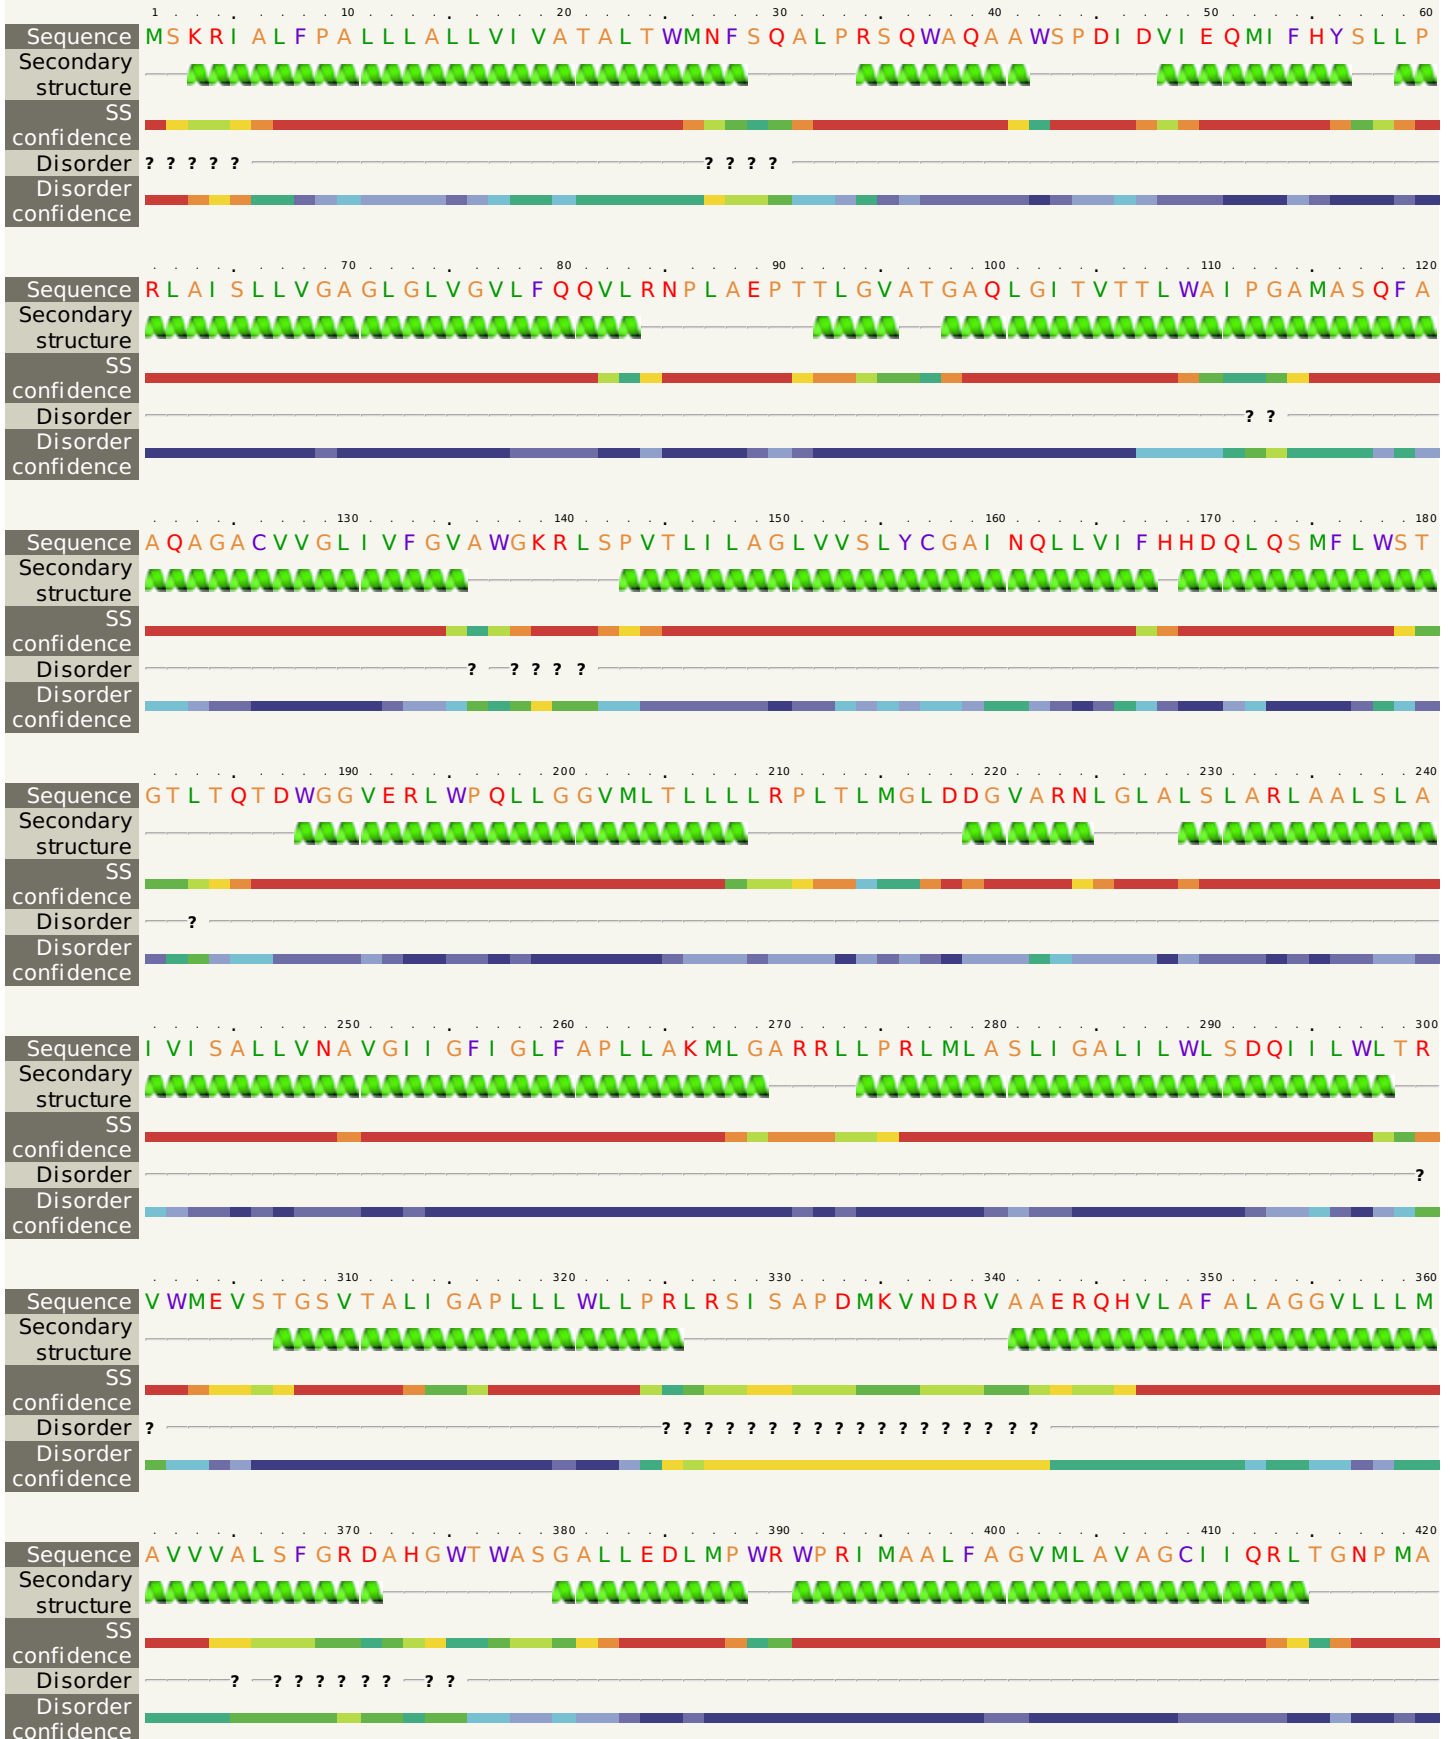 1 10 20 30 40 50 60
Sequence MSKRIALFPALLLALLVIVATALTWMNFSQALPRSQWAQAAWSPDIDVIEQMIFHYSLLP
Secondary
structure
SS
confidence
Disorder ? ? ? ? ? ? ? ? ?
Disorder
confidence
70 80 90 100 110 120
Sequence RLAISLLVGAGLGLVGVLFQQVLRNPLAEPTTLGVATGAQLGITVTTLWAIPGAMASQFA
Secondary
structure
SS
confidence
Disorder ? ?
Disorder
confidence
130 140 150 160 170 180
Sequence AQAGACVVGLIVFGVAWGKRLSPVTLILAGLVVSLYCGAINQLLVIFHHDQLQSMFLWST
Secondary
structure
SS
confidence
Disorder ? ? ? ? ?
Disorder
confidence
190 200 210 220 230 240
Sequence GTLTQTDWGGVERLWPQLLGGVMLTLLLLRPLTLMGLDDGVARNLGLALSLARLAALSLA
Secondary
structure
SS
confidence
Disorder ?
Disorder
confidence
250 260 270 280 290 300
Sequence IVISALLVNAVGIIGFIGLFAPLLAKMLGARRLLPRLMLASLIGALILWLSDQIILWLTR
Secondary
structure
SS
confidence
Disorder ?
Disorder
confidence
310 320 330 340 350 360
Sequence VWMEVSTGSVTALIGAPLLLWLLPRLRSISAPDMKVNDRVAAERQHVLAFALAGGVLLLM
Secondary
structure
SS
confidence
Disorder ? ? ? ? ? ? ? ? ? ? ? ? ? ? ? ? ? ? ?
Disorder
confidence
370 380 390 400 410 420
Sequence AVVVALSFGRDAHGWTWASGALLEDLMPWRWPRIMAALFAGVMLAVAGCIIQRLTGNPMA
Secondary
structure
SS
confidence
Disorder ? ? ? ? ? ? ? ? ?
Disorder
confidence